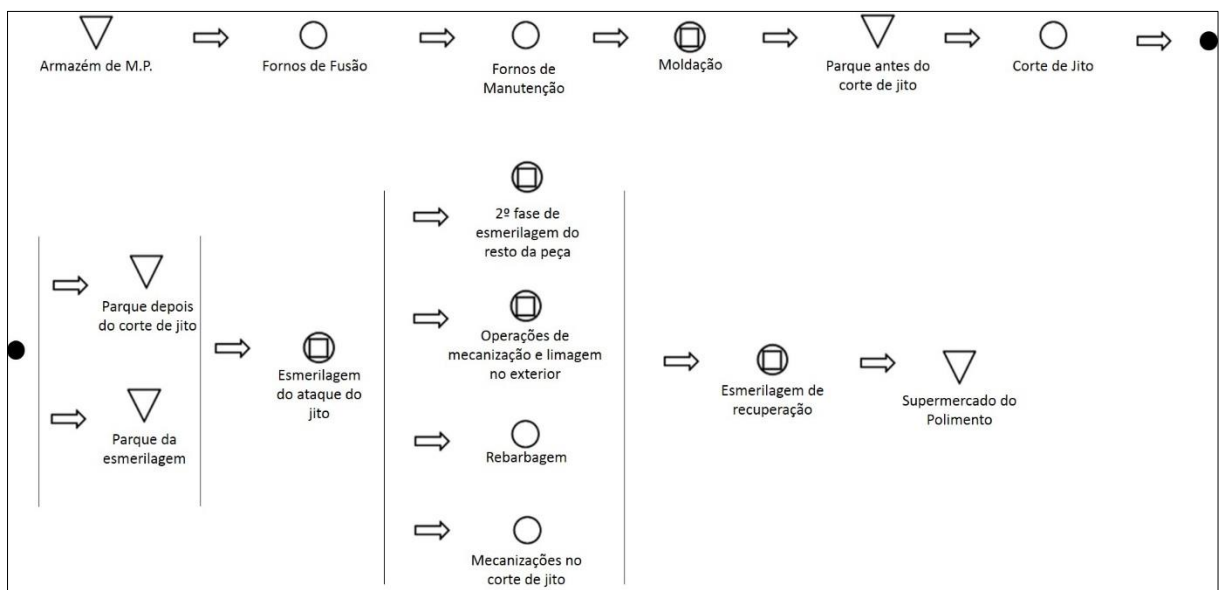 Armazém de M.P.
Fornos de Fusão
Fornos de
Manutenção
Moldação
Parque antes do
corte de jito
Corte de Jito
Parque depois
do corte de jito
Parque da
esmerilagem
Esmerilagem
do ataque do
jito
2º fase de
esmerilagem do
resto da peça
Operações de
mecanização e limagem
no exterior
Rebarbagem
Mecanizações no
corte de jito
Esmerilagem de
recuperação
Supermercado do
Polimento